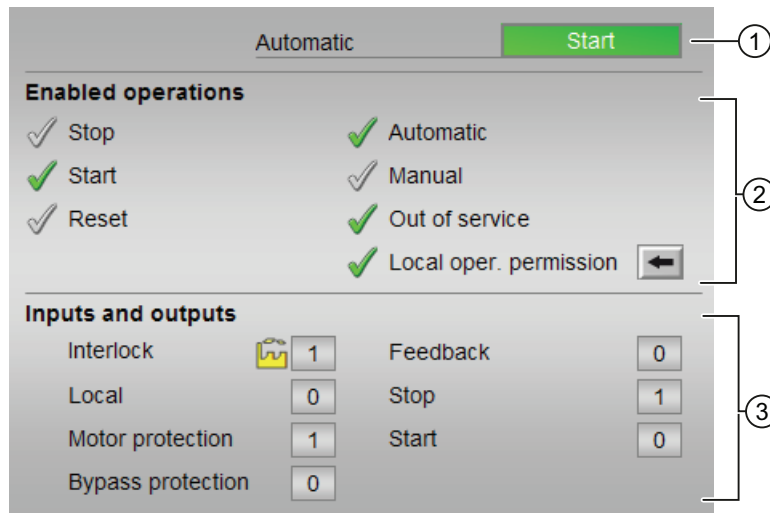 Automatic Start
1
Enabled operations
Stop Automatic
Start Manual
Reset Out of service
Local oper. permission
2
Inputs and outputs
Interlock 1 Feedback 0
Local 0 Stop 1
Motor protection 1 Start 0
Bypass protection 0
3